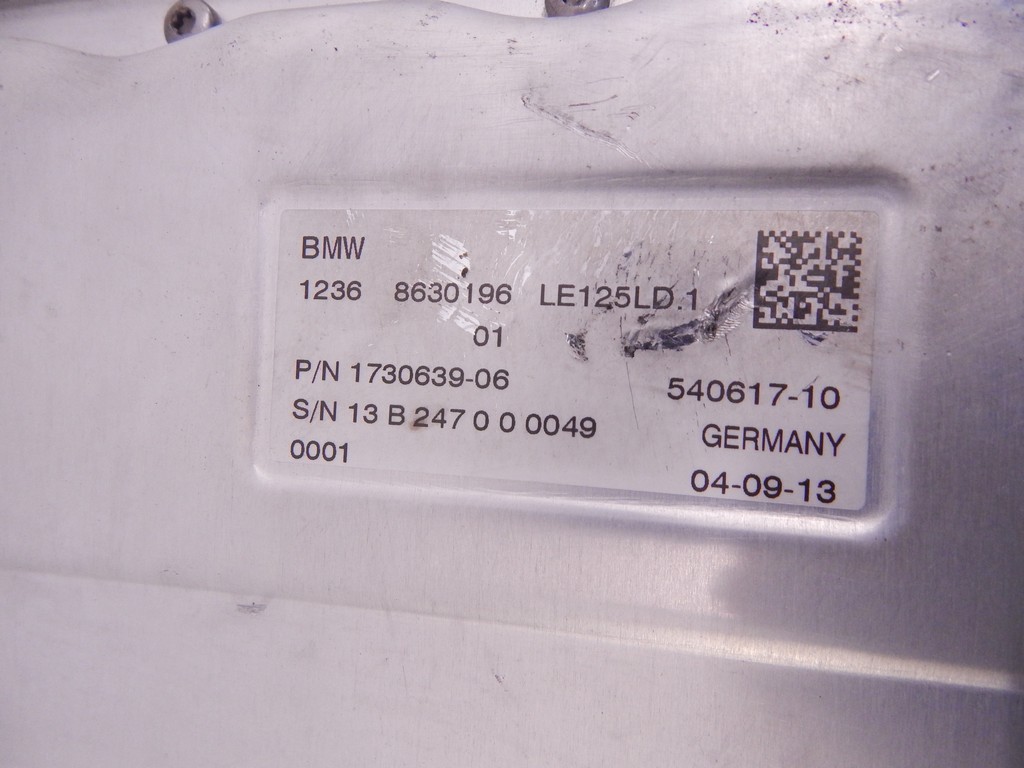 BMW
1236 8630196 LE125LD.1
01
P/N 1730639-06
540617-10
S/N 13 B 247 0 0 0049
GERMANY
0001
04-09-13